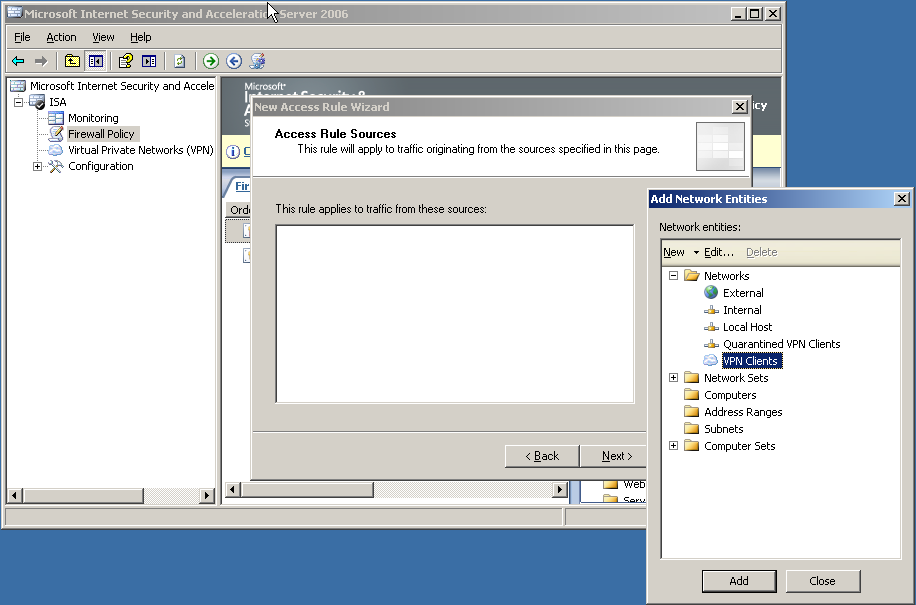 Microsoft Internet Security and Acceleration Server 2006
File Action View Help
Microsoft Internet Security and Accele
ISA
Monitoring
Firewall Policy
Virtual Private Networks (VPN)
Configuration
Microsoft
Internet Security &
New Access Rule Wizard
Access Rule Sources
This rule will apply to traffic originating from the sources specified in this page.
This rule applies to traffic from these sources:
< Back
Next >
Add Network Entities
Network entities:
New Edit... Delete
Networks
External
Internal
Local Host
Quarantined VPN Clients
VPN Clients
Network Sets
Computers
Address Ranges
Subnets
Computer Sets
Add
Close
icy
Fir
Orde
Web
Serv